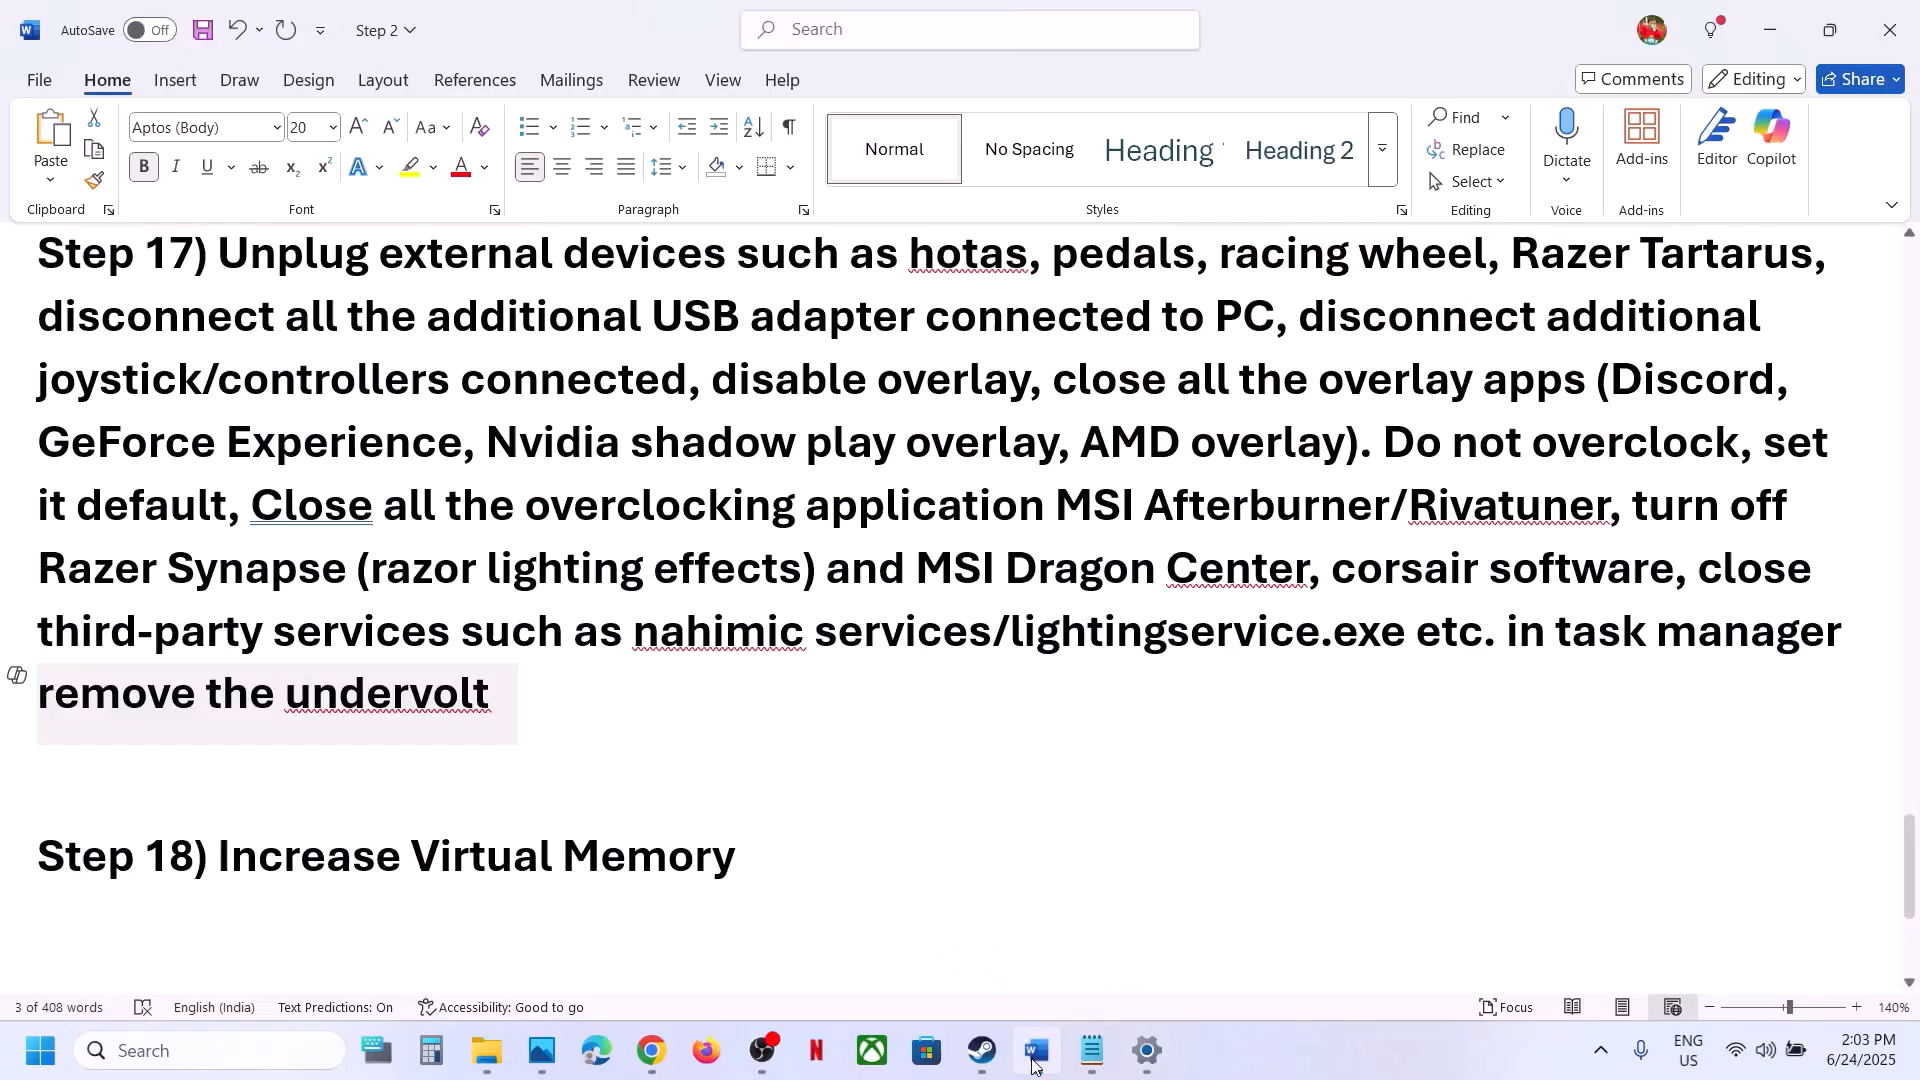 AutoSave Off Step 2 Search
File Home Insert Draw Design Layout References Mailings Review View Help Comments Editing Share
Paste Aptos (Body) 20 Normal No Spacing Heading Heading 2 Find Replace Select Dictate Add-ins Editor Copilot
Clipboard Font Paragraph Styles Editing Voice Add-ins
Step 17) Unplug external devices such as hotas, pedals, racing wheel, Razer Tartarus,
disconnect all the additional USB adapter connected to PC, disconnect additional
joystick/controllers connected, disable overlay, close all the overlay apps (Discord,
GeForce Experience, Nvidia shadow play overlay, AMD overlay). Do not overclock, set
it default, Close all the overclocking application MSI Afterburner/Rivatuner, turn off
Razer Synapse (razor lighting effects) and MSI Dragon Center, corsair software, close
third-party services such as nahimic services/lightingservice.exe etc. in task manager
remove the undervolt
Step 18) Increase Virtual Memory
3 of 408 words English (India) Text Predictions: On Accessibility: Good to go Focus 140%
Search ENG US 2:03 PM 6/24/2025